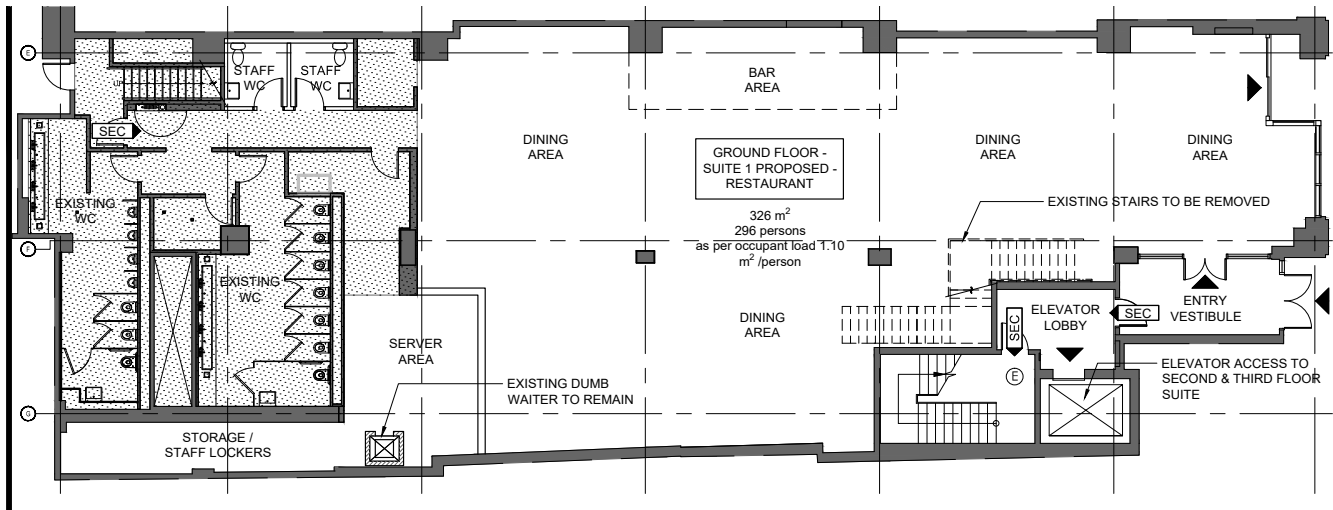 E
STAFF
WC
STAFF
WC
UP
SEC
BAR
AREA
DINING
AREA
GROUND FLOOR -
SUITE 1 PROPOSED -
RESTAURANT
DINING
AREA
DINING
AREA
326 m²
296 persons
as per occupant load 1.10
m² /person
EXISTING
WC
EXISTING STAIRS TO BE REMOVED
F
EXISTING
WC
ENTRY
VESTIBULE
ELEVATOR
LOBBY
SEC
SEC
DINING
AREA
SERVER
AREA
E
ELEVATOR ACCESS TO
SECOND & THIRD FLOOR
SUITE
EXISTING DUMB
WAITER TO REMAIN
G
STORAGE /
STAFF LOCKERS